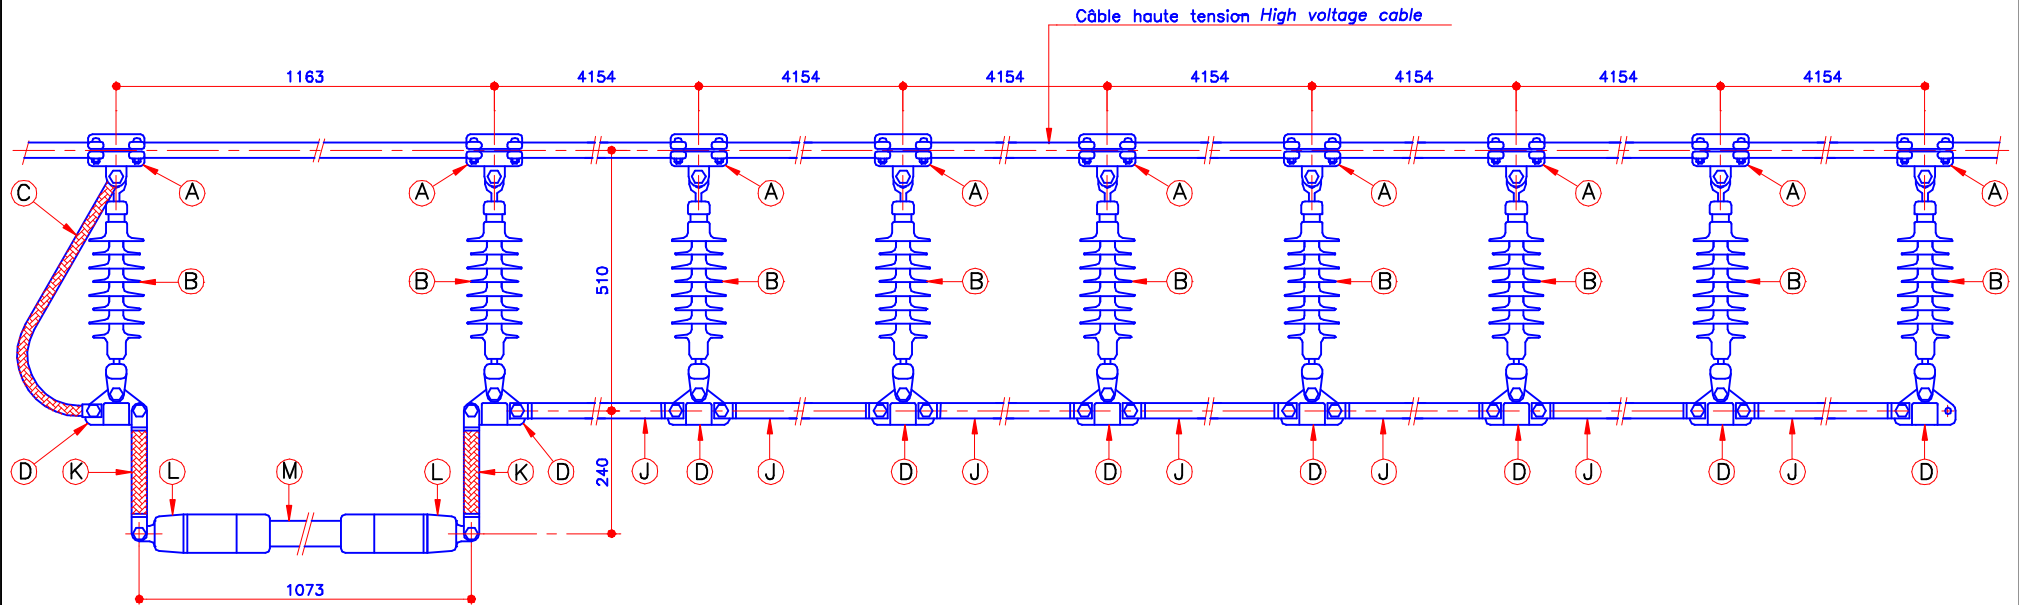 Câble haute tension High voltage cable
1163 4154 4154 4154 4154 4154 4154 4154
C A A A A A A A A A
B B B B B B B B B
510
D K L M L K D J D J D J D J D J D J D J D
240
1073